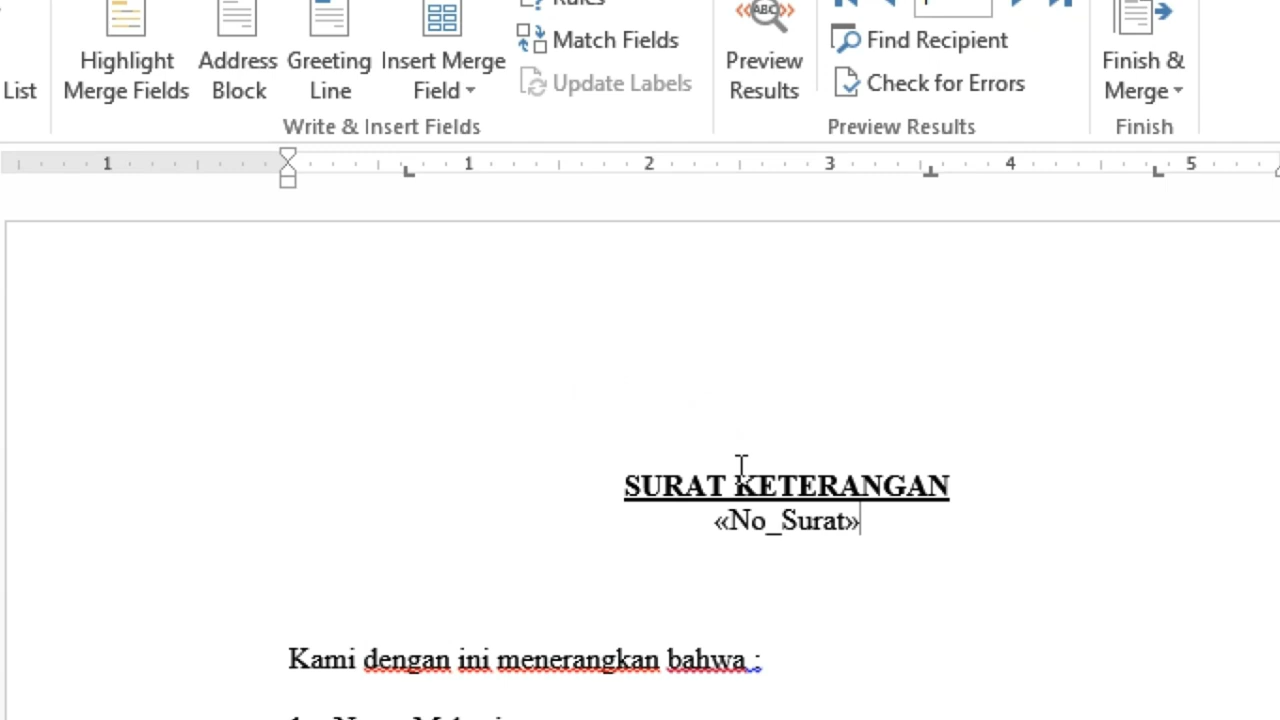 Highlight Merge Fields
Address Block
Greeting Line
Insert Merge Field
Rules
Match Fields
Update Labels
Preview Results
ABC
Find Recipient
Check for Errors
Finish & Merge
List
Write & Insert Fields
Preview Results
Finish
1 1 2 3 4 5
SURAT KETERANGAN
«No_Surat»
Kami dengan ini menerangkan bahwa :